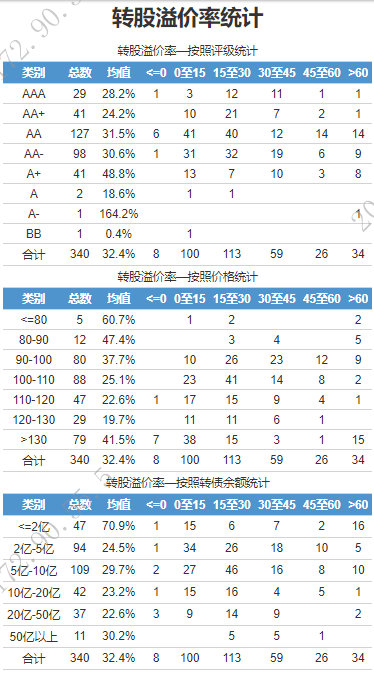 转股溢价率统计
转股溢价率—按照评级统计
类别 总数 均值 <=0 0至15 15至30 30至45 45至60 >60
AAA 29 28.2% 1 3 12 11 1 1
AA+ 41 24.2% 10 21 7 2 1
AA 127 31.5% 6 41 40 12 14 14
AA- 98 30.6% 1 31 32 19 6 9
A+ 41 48.8% 13 7 10 3 8
A 2 18.6% 1 1
A- 1 164.2% 1
BB 1 0.4% 1
合计 340 32.4% 8 100 113 59 26 34
转股溢价率—按照价格统计
类别 总数 均值 <=0 0至15 15至30 30至45 45至60 >60
<=80 5 60.7% 1 2 2
80-90 12 47.4% 3 4 5
90-100 80 37.7% 10 26 23 12 9
100-110 88 25.1% 23 41 14 8 2
110-120 47 22.6% 1 17 15 9 4 1
120-130 29 19.7% 11 11 6 1
>130 79 41.5% 7 38 15 3 1 15
合计 340 32.4% 8 100 113 59 26 34
转股溢价率—按照转债余额统计
类别 总数 均值 <=0 0至15 15至30 30至45 45至60 >60
<=2亿 47 70.9% 1 15 6 7 2 16
2亿-5亿 94 24.5% 1 34 26 18 10 5
5亿-10亿 109 29.7% 2 27 46 16 8 10
10亿-20亿 42 23.2% 1 15 16 4 5 1
20亿-50亿 37 22.6% 3 9 14 9 2
50亿以上 11 30.2% 5 5 1
合计 340 32.4% 8 100 113 59 26 34